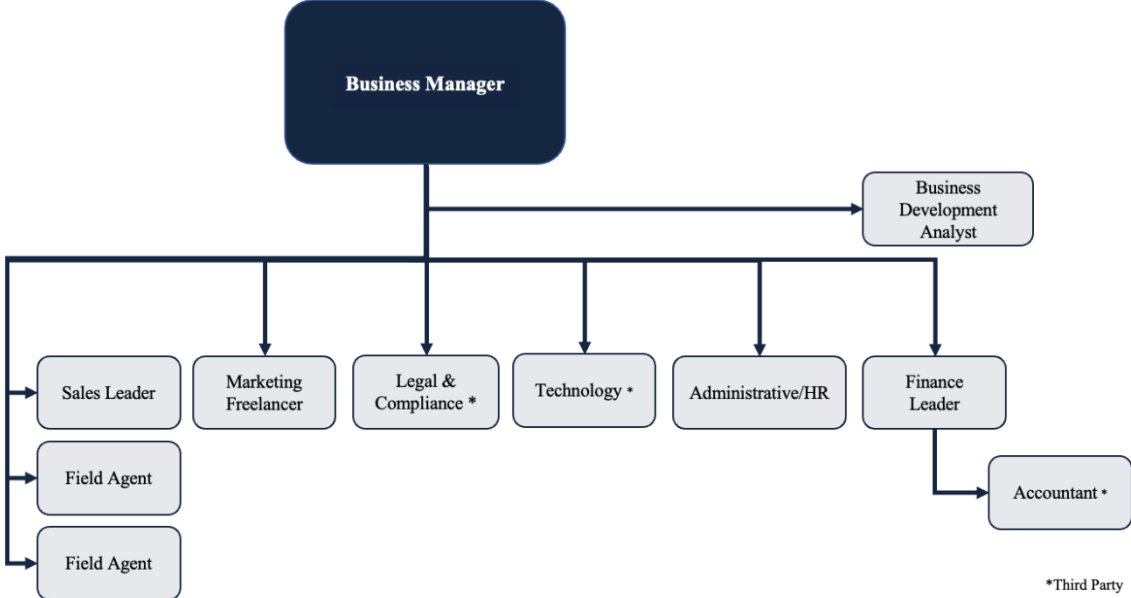 Business Manager
Business
Development
Analyst
Sales Leader
Marketing
Freelancer
Legal &
Compliance *
Technology *
Administrative/HR
Finance
Leader
Field Agent
Accountant *
Field Agent
*Third Party